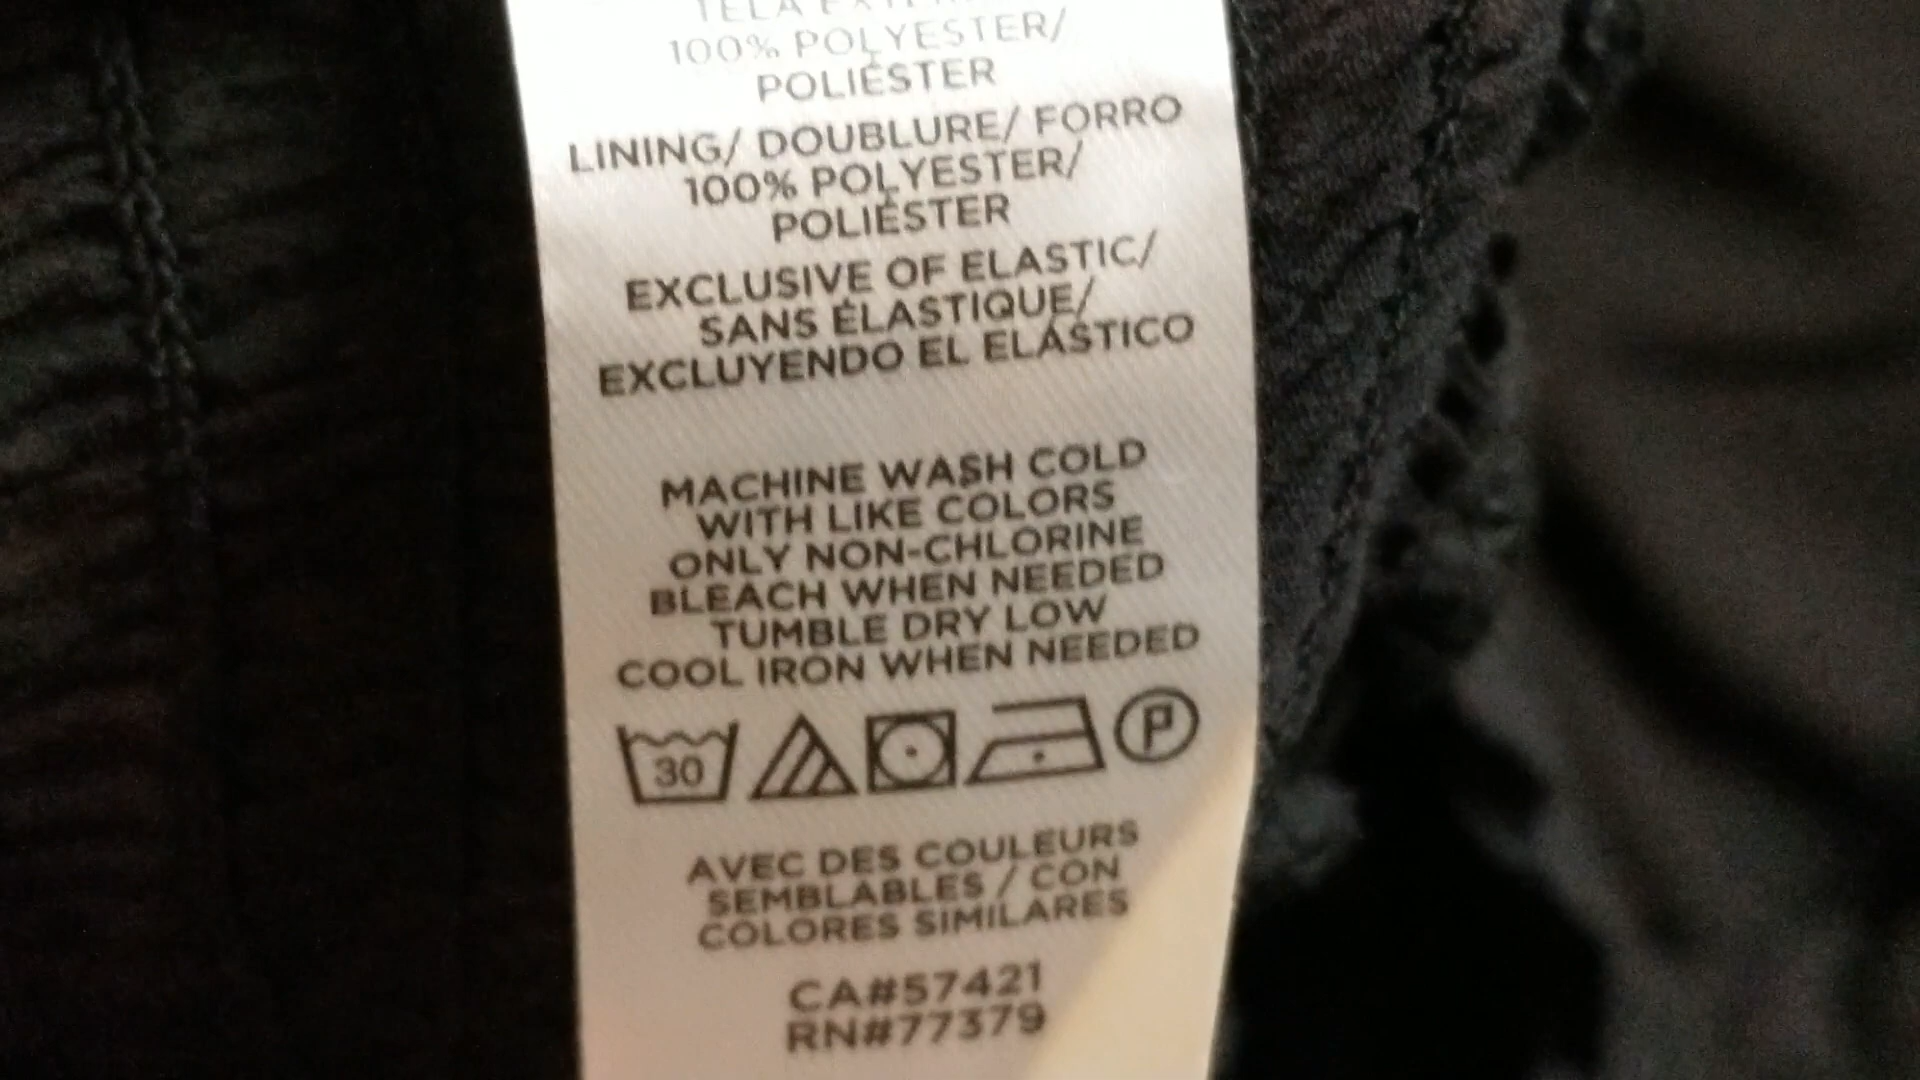 100% POLYESTER/
POLIÉSTER
LINING/ DOUBLURE/ FORRO
100% POLYESTER/
POLIÉSTER
EXCLUSIVE OF ELASTIC/
SANS ÉLASTIQUE/
EXCLUYENDO EL ELÁSTICO
MACHINE WASH COLD
WITH LIKE COLORS
ONLY NON-CHLORINE
BLEACH WHEN NEEDED
TUMBLE DRY LOW
COOL IRON WHEN NEEDED
30 P
AVEC DES COULEURS
SEMBLABLES / CON
COLORES SIMILARES
CA#57421
RN#77379